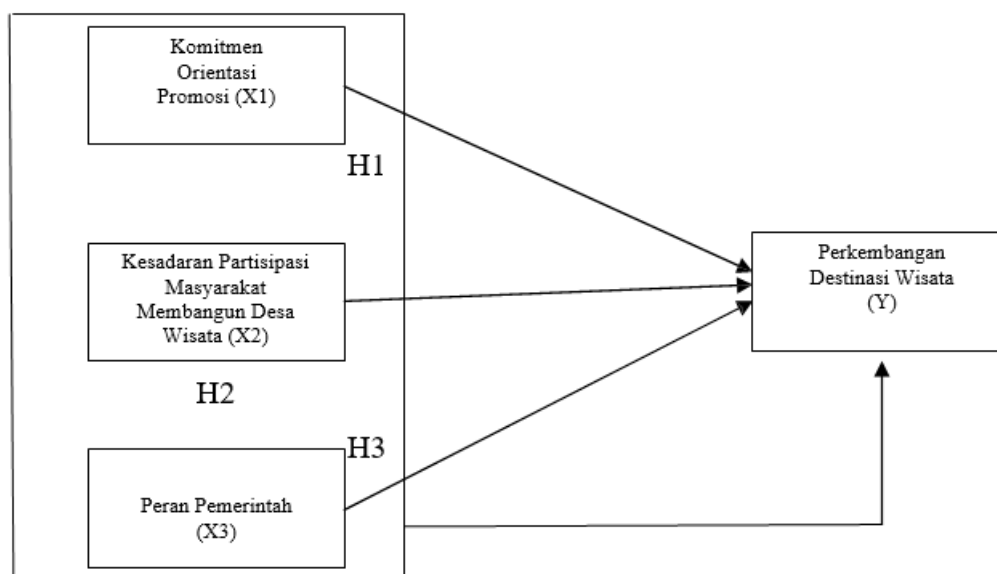 Komitmen
Orientasi
Promosi (X1)
H1
Kesadaran Partisipasi
Masyarakat
Membangun Desa
Wisata (X2)
H2
Perkembangan
Destinasi Wisata
(Y)
H3
Peran Pemerintah
(X3)